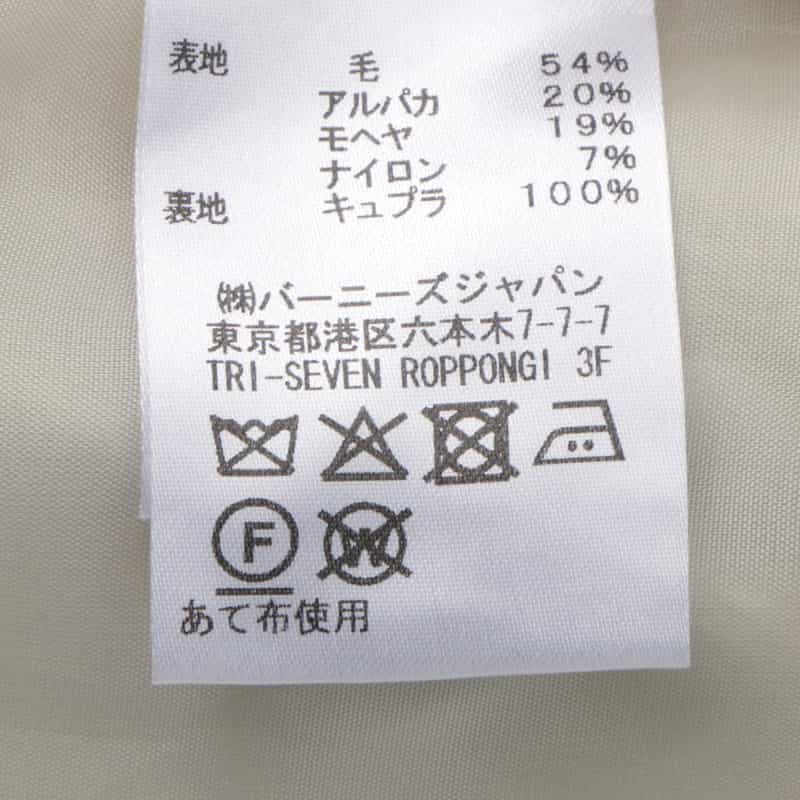 表地 毛 54%
アルパカ 20%
モヘヤ 19%
ナイロン 7%
裏地 キュプラ 100%
㈱バーニーズジャパン
東京都港区六本木7-7-7
TRI-SEVEN ROPPONGI 3F
F W
あて布使用